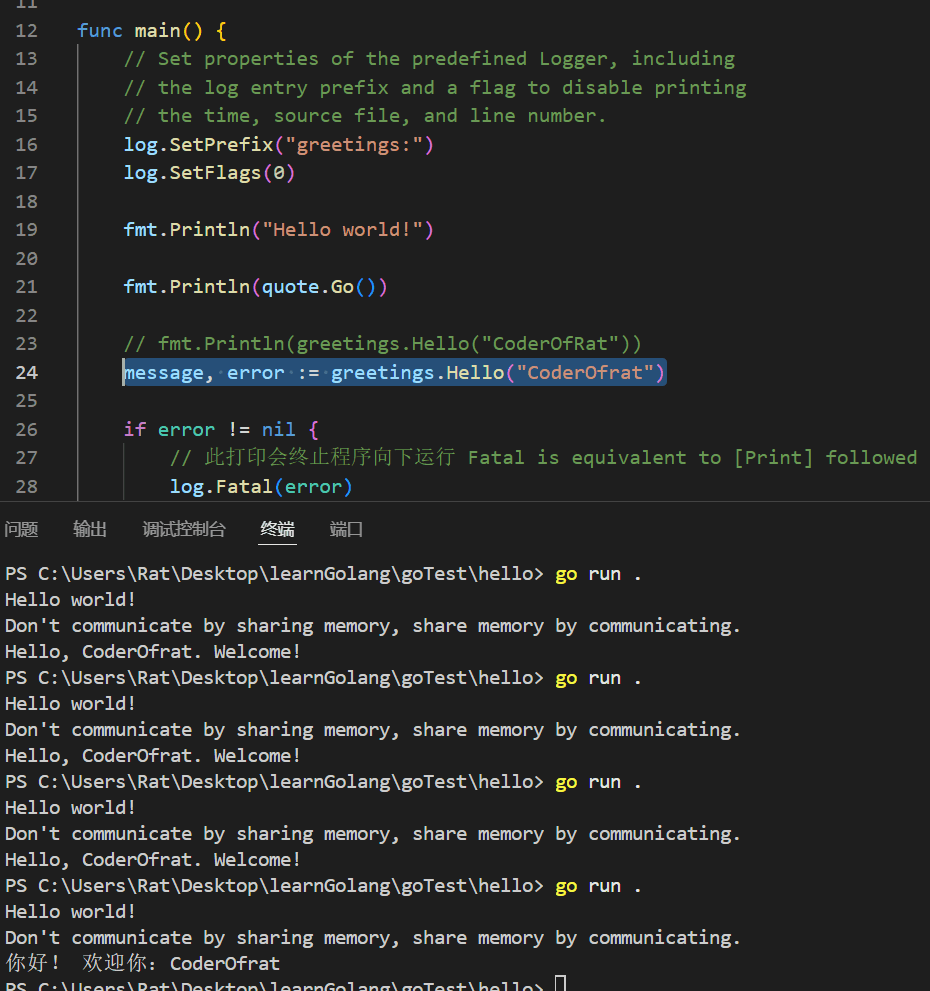 11
12 func main() {
13 // Set properties of the predefined Logger, including
14 // the log entry prefix and a flag to disable printing
15 // the time, source file, and line number.
16 log.SetPrefix("greetings:")
17 log.SetFlags(0)
18
19 fmt.Println("Hello world!")
20
21 fmt.Println(quote.Go())
22
23 // fmt.Println(greetings.Hello("CoderOfRat"))
24 message, error := greetings.Hello("CoderOfrat")
25
26 if error != nil {
27 // 此打印会终止程序向下运行 Fatal is equivalent to [Print] followed
28 log.Fatal(error)
问题 输出 调试控制台 终端 端口
PS C:\Users\Rat\Desktop\learnGolang\goTest\hello> go run .
Hello world!
Don't communicate by sharing memory, share memory by communicating.
Hello, CoderOfrat. Welcome!
PS C:\Users\Rat\Desktop\learnGolang\goTest\hello> go run .
Hello world!
Don't communicate by sharing memory, share memory by communicating.
Hello, CoderOfrat. Welcome!
PS C:\Users\Rat\Desktop\learnGolang\goTest\hello> go run .
Hello world!
Don't communicate by sharing memory, share memory by communicating.
Hello, CoderOfrat. Welcome!
PS C:\Users\Rat\Desktop\learnGolang\goTest\hello> go run .
Hello world!
Don't communicate by sharing memory, share memory by communicating.
你好！ 欢迎你：CoderOfrat
PS C:\Users\Rat\Desktop\learnGolang\goTest\hello>